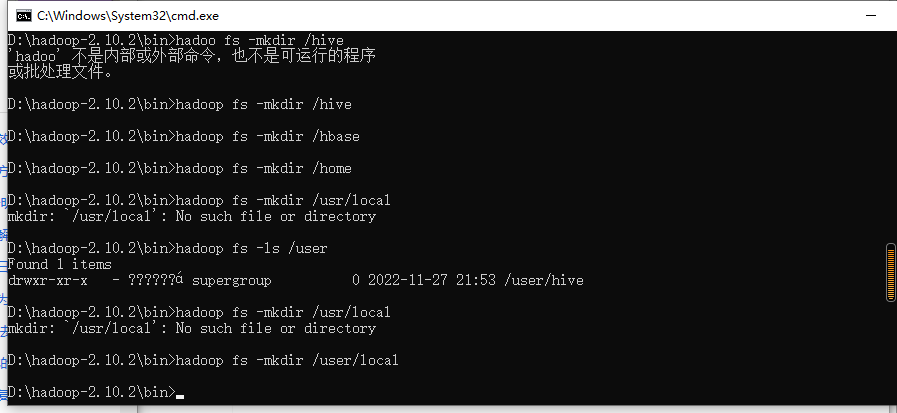 C:\Windows\System32\cmd.exe
D:\hadoop-2.10.2\bin>hadoo fs -mkdir /hive
'hadoo' 不是内部或外部命令，也不是可运行的程序
或批处理文件。
D:\hadoop-2.10.2\bin>hadoop fs -mkdir /hive
D:\hadoop-2.10.2\bin>hadoop fs -mkdir /hbase
D:\hadoop-2.10.2\bin>hadoop fs -mkdir /home
D:\hadoop-2.10.2\bin>hadoop fs -mkdir /usr/local
mkdir: `/usr/local': No such file or directory
D:\hadoop-2.10.2\bin>hadoop fs -ls /user
Found 1 items
drwxr-xr-x   - ??????á supergroup          0 2022-11-27 21:53 /user/hive
D:\hadoop-2.10.2\bin>hadoop fs -mkdir /usr/local
mkdir: `/usr/local': No such file or directory
D:\hadoop-2.10.2\bin>hadoop fs -mkdir /user/local
D:\hadoop-2.10.2\bin>